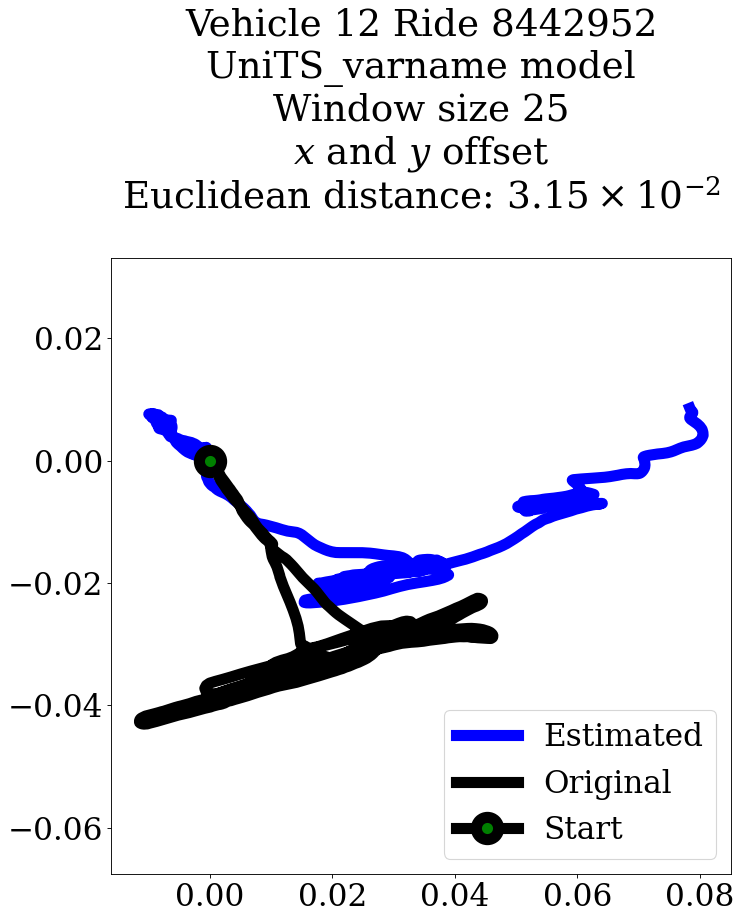 Vehicle 12 Ride 8442952
UniTS_varname model
Window size 25
x and y offset
Euclidean distance: 3.15 × 10⁻²
0.02
0.00
−0.02
−0.04
−0.06
Estimated
Original
Start
0.00 0.02 0.04 0.06 0.08